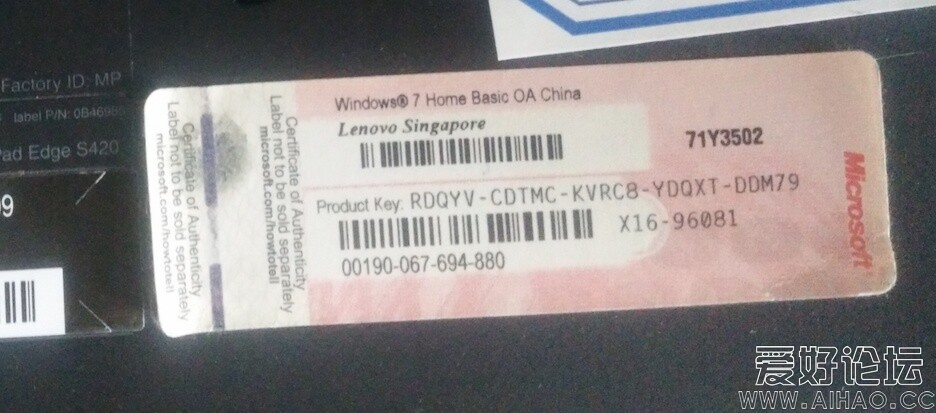 Factory ID: MP
label P/N: 0B4698
Pad Edge S420
99
Certificate of Authenticity
Label not to be sold separately
microsoft.com/howtotell
Certificate of Authenticity
Label not to be sold separately
microsoft.com/howtotell
Windows® 7 Home Basic OA China
Lenovo Singapore
71Y3502
Product Key: RDQYV-CDTMC-KVRC8-YDQXT-DDM79
X16-96081
00190-067-694-880
Microsoft
爱好论坛
WWW.AIHAO.CC